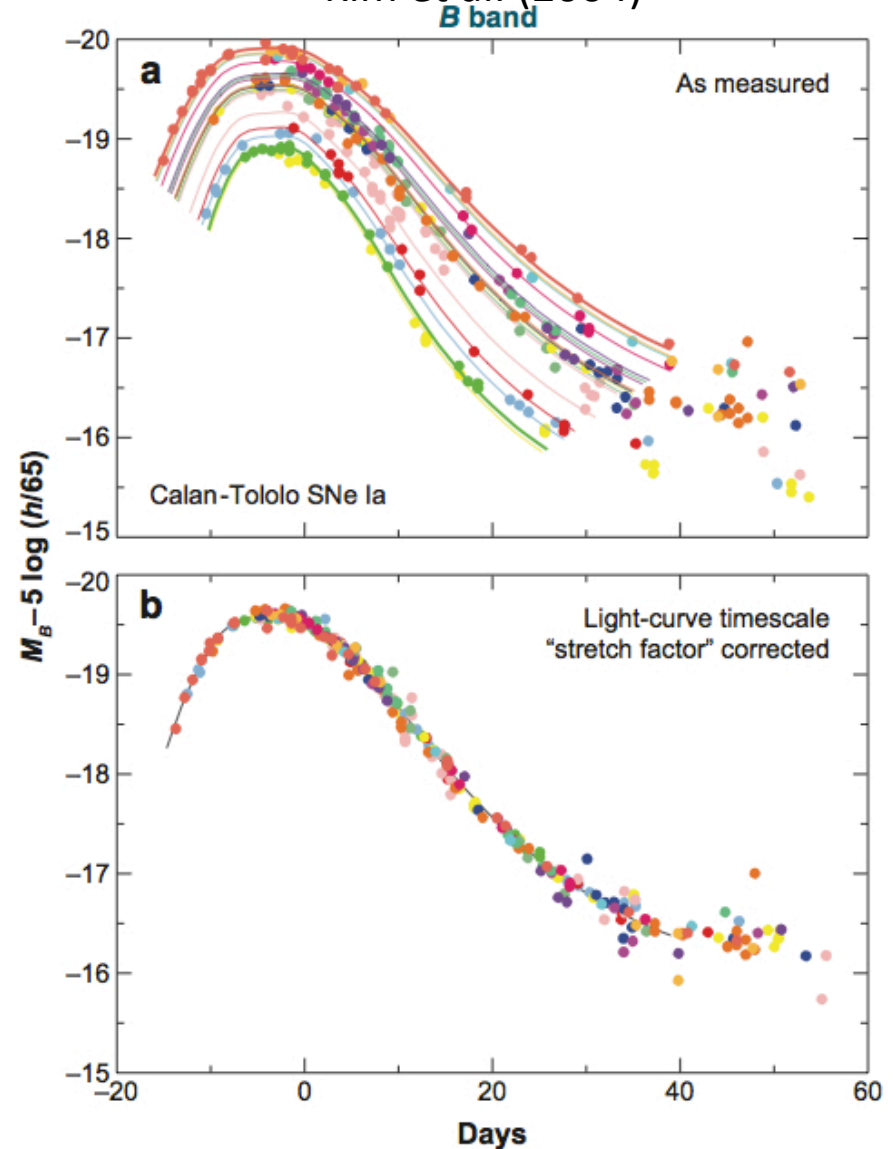 B band
–20
a
As measured
–19
–18
–17
–16
Calan-Tololo SNe Ia
–15
M_B – 5 log (h/65)
–20
b
Light-curve timescale
“stretch factor” corrected
–19
–18
–17
–16
–15
–20 0 20 40 60
Days